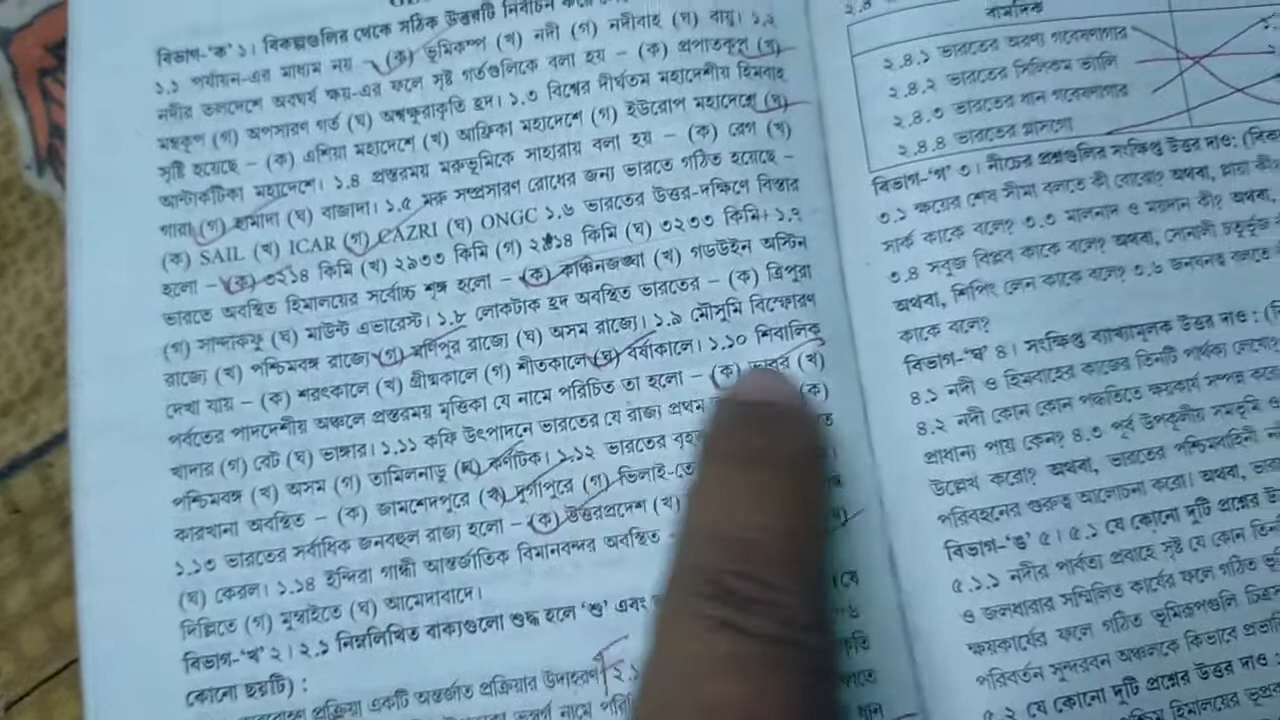 বিভাগ-'ক' ১। বিকল্পগুলির থেকে সঠিক উত্তরটি নির্বাচন
১.১ পর্যায়ন-এর মাধ্যম নয় – (ক) ভূমিকম্প (খ) নদী (গ) নদীবাহ (ঘ) বায়ু। ১.২
নদীর তলদেশে অবঘর্ষ ক্ষয়-এর ফলে সৃষ্ট গর্তগুলিকে বলা হয় – (ক) প্রপাতকূপ (খ)
মন্থকূপ (গ) অপসারণ গর্ত (ঘ) অশ্বক্ষুরাকৃতি হ্রদ। ১.৩ বিশ্বের দীর্ঘতম মহাদেশীয় হিমবাহ
সৃষ্টি হয়েছে – (ক) এশিয়া মহাদেশে (খ) আফ্রিকা মহাদেশে (গ) ইউরোপ মহাদেশে (ঘ)
আন্টার্কটিকা মহাদেশে। ১.৪ প্রস্তরময় মরুভূমিকে সাহারায় বলা হয় – (ক) রেগ (খ)
(গ) হামাদা (ঘ) বাজাদা। ১.৫ মরু সম্প্রসারণ রোধের জন্য ভারতে গঠিত হয়েছে –
(ক) SAIL (খ) ICAR (গ) CAZRI (ঘ) ONGC ১.৬ ভারতের উত্তর-দক্ষিণে বিস্তার
হলো – (ক) ৩২১৪ কিমি (খ) ২৯৩৩ কিমি (গ) কিমি (ঘ) ৩২৩৩ কিমি। ১.৭
ভারতে অবস্থিত হিমালয়ের সর্বোচ্চ শৃঙ্গ হলো – (ক) কাঞ্চনজঙ্ঘা (খ) গডউইন অস্টিন
(গ) সান্দাকফু (ঘ) মাউন্ট এভারেস্ট। ১.৮ লোকটাক হ্রদ অবস্থিত ভারতের – (ক) ত্রিপুরা
রাজ্যে (খ) পশ্চিমবঙ্গ রাজ্যে (গ) মণিপুর রাজ্যে (ঘ) অসম রাজ্যে। ১.৯ মৌসুমি বিস্ফোরণ
দেখা যায় – (ক) শরৎকালে (খ) গ্রীষ্মকালে (গ) শীতকালে (ঘ) বর্ষাকালে। ১.১০ শিবালিক
পর্বতের পাদদেশীয় অঞ্চলে প্রস্তরময় মৃত্তিকা যে নামে পরিচিত তা হলো – (ক) ভাবর (খ)
খাদার (গ) বেট (ঘ) ভাঙ্গার। ১.১১ কফি উৎপাদনে ভারতের যে রাজ্য প্রথম (ক)
পশ্চিমবঙ্গ (খ) অসম (গ) তামিলনাড়ু (ঘ) কর্ণাটক। ১.১২ ভারতের
কারখানা অবস্থিত – (ক) জামশেদপুরে (খ) দুর্গাপুরে (গ) ভিলাই-তে
১.১৩ ভারতের সর্বাধিক জনবহুল রাজ্য হলো – (ক) উত্তরপ্রদেশ (খ)
(ঘ) কেরল। ১.১৪ ইন্দিরা গান্ধী আন্তর্জাতিক বিমানবন্দর অবস্থিত –
দিল্লিতে (গ) মুম্বাইতে (ঘ) আমেদাবাদে।
বিভাগ-'খ' ২। ২.১ নিম্নলিখিত বাক্যগুলো শুদ্ধ হলে 'শু' এবং
(কোনো ছয়টি) :
প্রক্রিয়া একটি অন্তর্জাত প্রক্রিয়ার উদাহরণ।
বামদিক
২.৪.১ ভারতের অরণ্য গবেষণাগার
২.৪.২ ভারতের সিলিকন ভ্যালি
২.৪.৩ ভারতের ধান গবেষণাগার
২.৪.৪ ভারতের গ্লাসগো
বিভাগ-'গ' ৩। নীচের প্রশ্নগুলির সংক্ষিপ্ত উত্তর দাও:
৩.১ ক্ষয়ের শেষ সীমা বলতে কী বোঝো? অথবা,
কাকে বলে? ৩.৩ মালনাদ ও ময়দান কী? অথবা,
৩.৪ সবুজ বিপ্লব কাকে বলে? অথবা, সোনালী চতুর্ভুজ
অথবা, শিপিং লেন কাকে বলে? ৩.৬ জনঘনত্ব বলতে
কাকে বলে?
বিভাগ-'ঘ' ৪। সংক্ষিপ্ত ব্যাখ্যামূলক উত্তর দাও :
৪.১ নদী ও হিমবাহের কাজের তিনটি পার্থক্য লেখো?
৪.২ নদী কোন কোন পদ্ধতিতে ক্ষয়কার্য সম্পন্ন করে?
প্রাধান্য পায় কেন? ৪.৩ পূর্ব উপকূলীয় সমভূমি ও
উল্লেখ করো? অথবা, ভারতের পশ্চিমবাহিনী
পরিবহনের গুরুত্ব আলোচনা করো। অথবা,
বিভাগ-'ঙ' ৫। ৫.১ যে কোনো দুটি প্রশ্নের
৫.১.১ নদীর পার্বত্য প্রবাহে সৃষ্ট যে কোন
ও জলধারার সম্মিলিত কার্যের ফলে গঠিত
ক্ষয়কার্যের ফলে গঠিত ভূমিরূপগুলি
পরিবর্তন সুন্দরবন অঞ্চলকে কিভাবে
৫.২ যে কোনো দুটি প্রশ্নের উত্তর দাও :